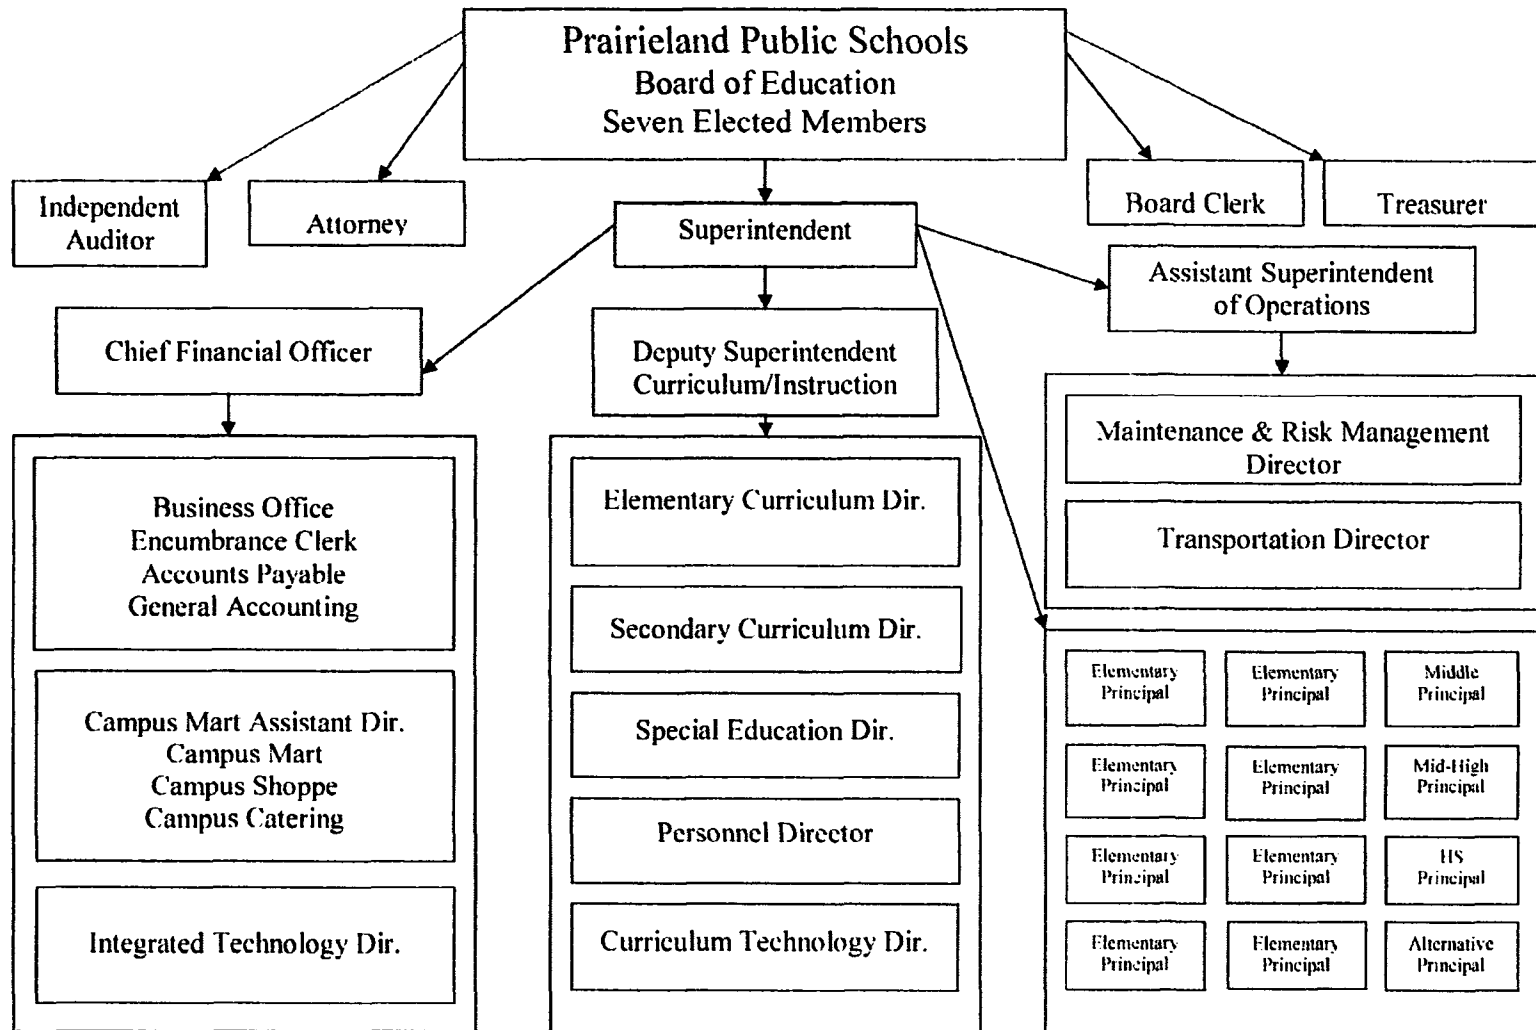 Prairieland Public Schools
Board of Education
Seven Elected Members
Independent
Auditor
Attorney
Superintendent
Board Clerk
Treasurer
Assistant Superintendent
of Operations
Chief Financial Officer
Deputy Superintendent
Curriculum/Instruction
Business Office
Encumbrance Clerk
Accounts Payable
General Accounting
Campus Mart Assistant Dir.
Campus Mart
Campus Shoppe
Campus Catering
Integrated Technology Dir.
Elementary Curriculum Dir.
Secondary Curriculum Dir.
Special Education Dir.
Personnel Director
Curriculum Technology Dir.
Maintenance & Risk Management
Director
Transportation Director
Elementary
Principal
Elementary
Principal
Middle
Principal
Elementary
Principal
Elementary
Principal
Mid-High
Principal
Elementary
Principal
Elementary
Principal
HS
Principal
Elementary
Principal
Elementary
Principal
Alternative
Principal